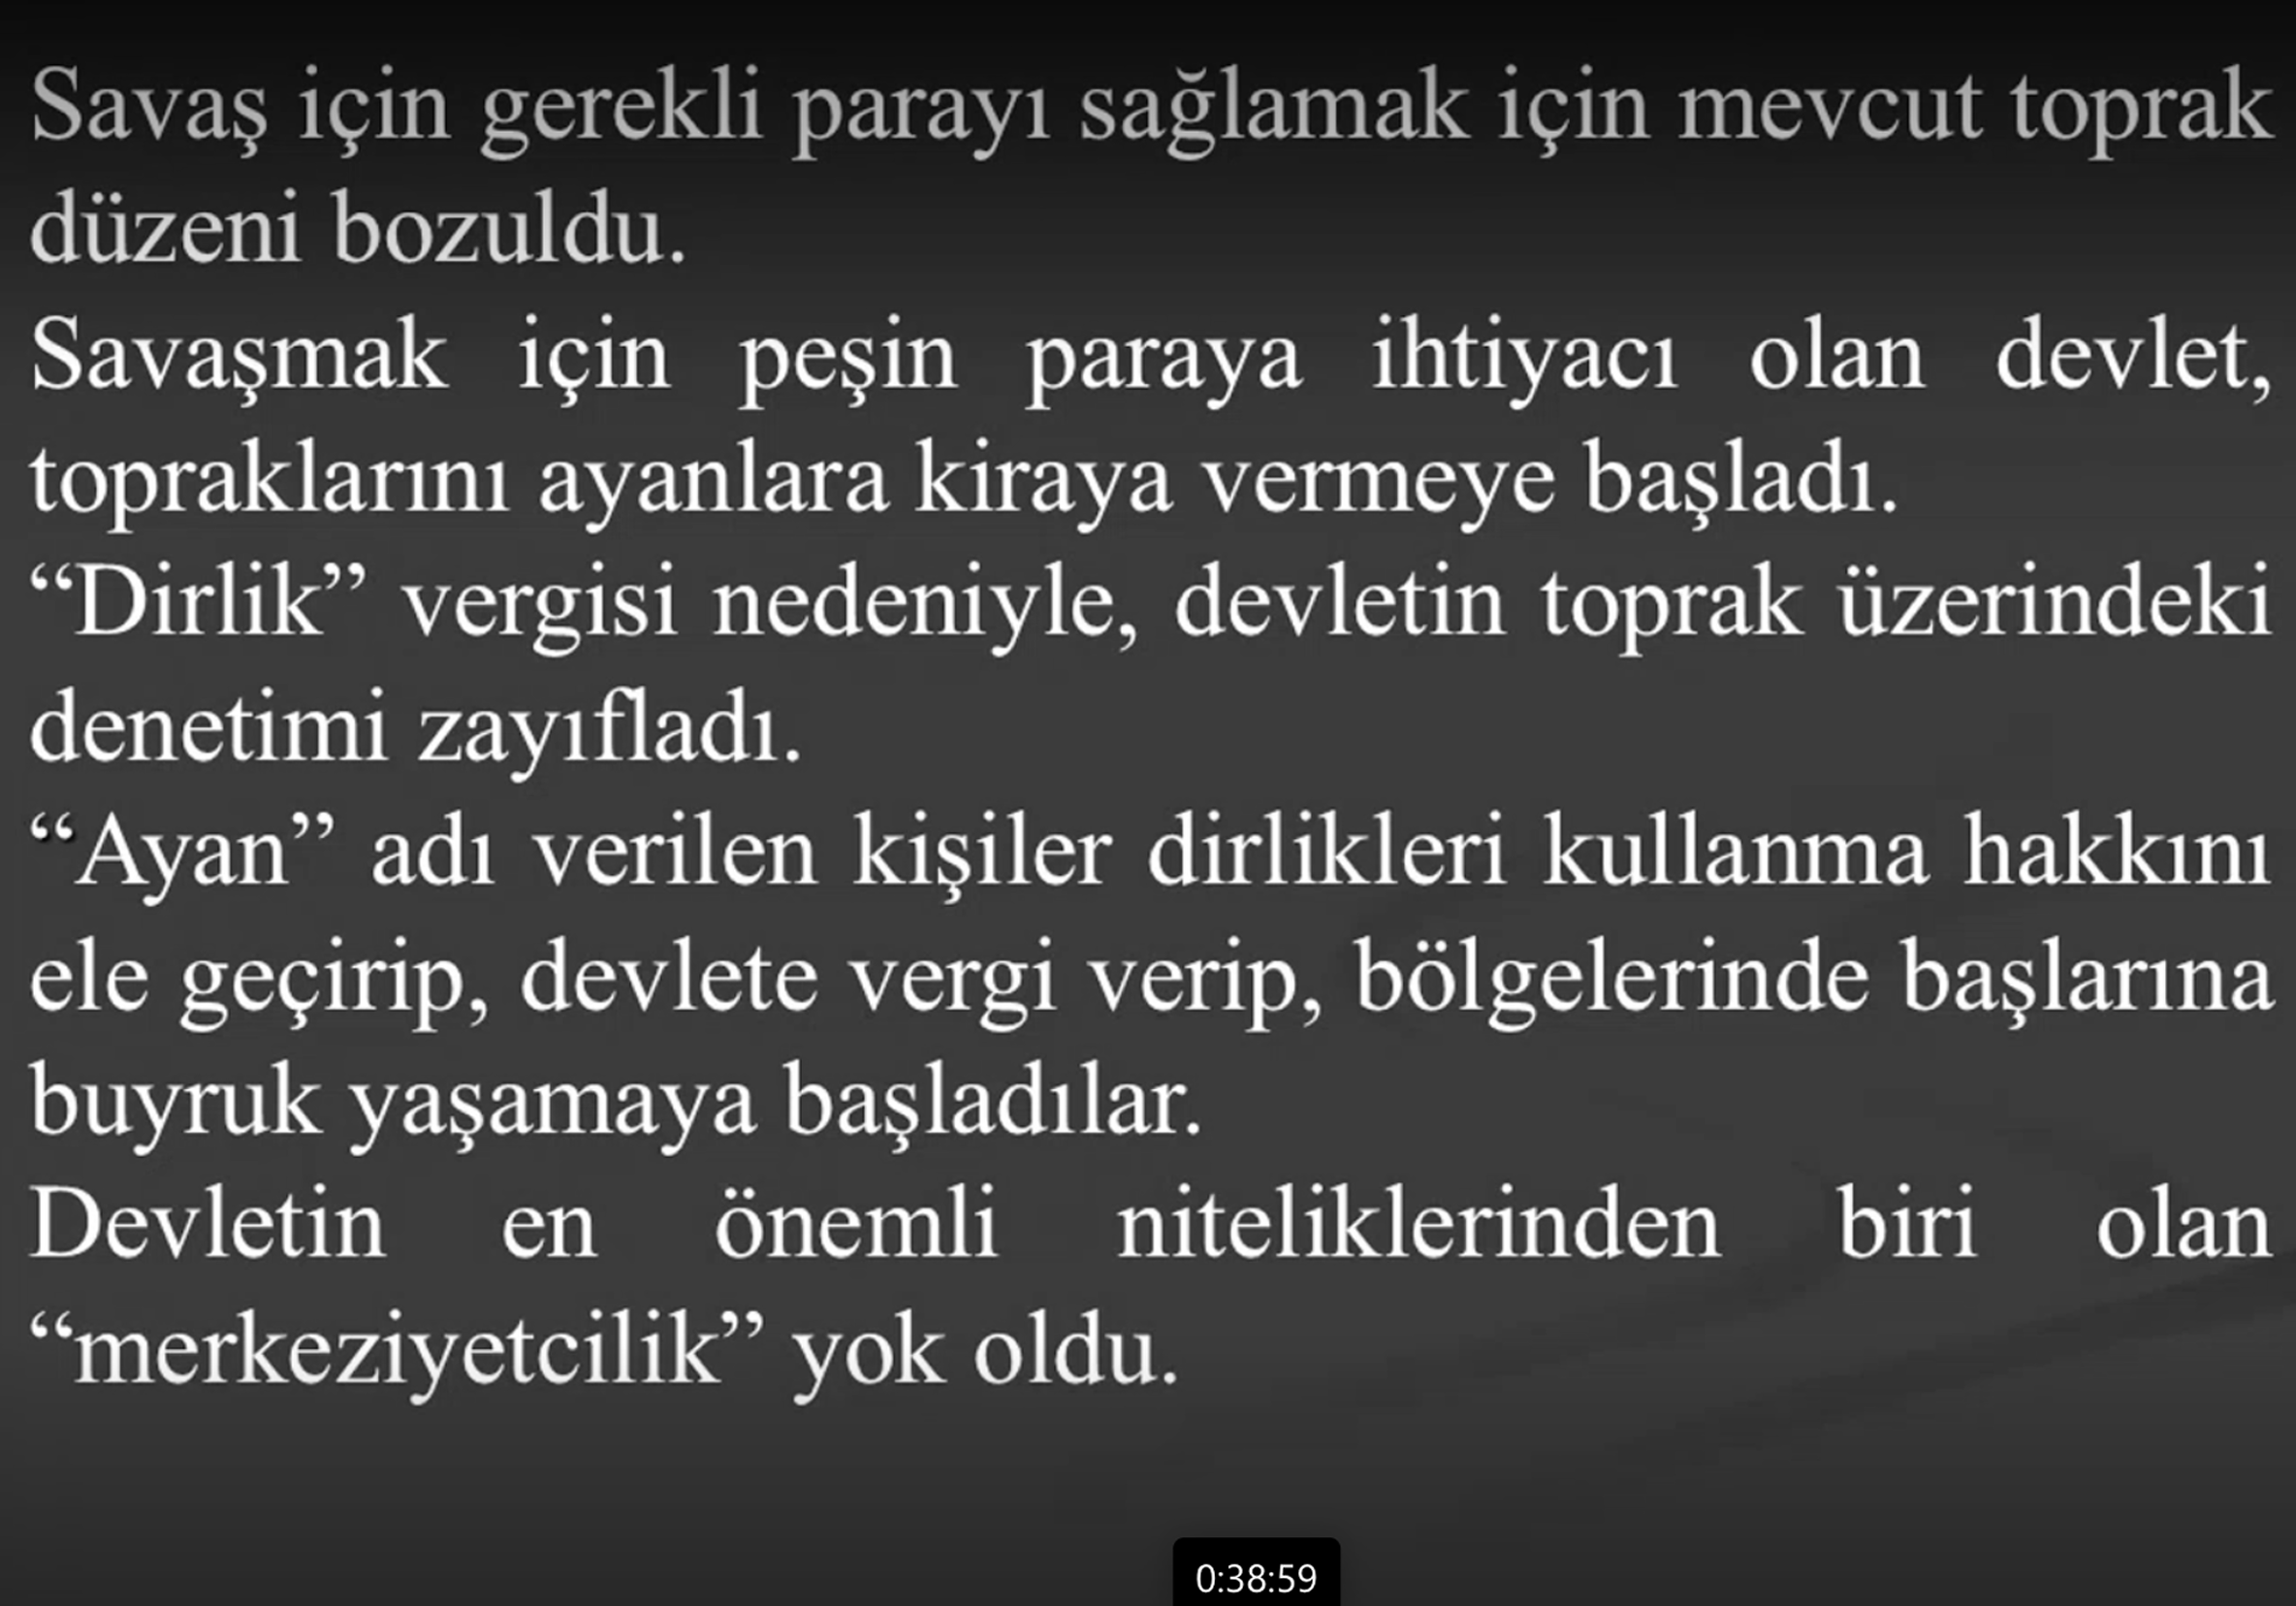 Savaş için gerekli parayı sağlamak için mevcut toprak
düzeni bozuldu.
Savaşmak için peşin paraya ihtiyacı olan devlet,
topraklarını ayanlara kiraya vermeye başladı.
“Dirlik” vergisi nedeniyle, devletin toprak üzerindeki
denetimi zayıfladı.
“Ayan” adı verilen kişiler dirlikleri kullanma hakkını
ele geçirip, devlete vergi verip, bölgelerinde başlarına
buyruk yaşamaya başladılar.
Devletin en önemli niteliklerinden biri olan
“merkeziyetcilik” yok oldu.
0:38:59